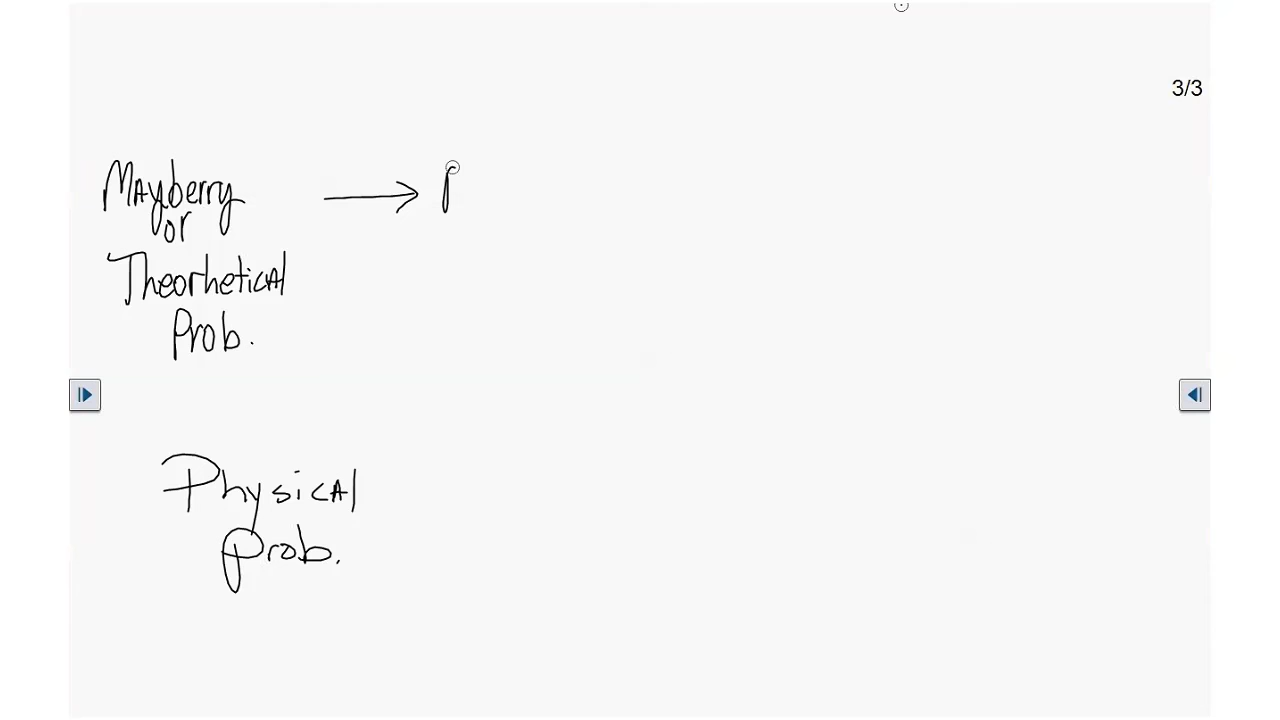 3/3
Mayberry
or
Theorhetical
Prob.
Physical
Prob.